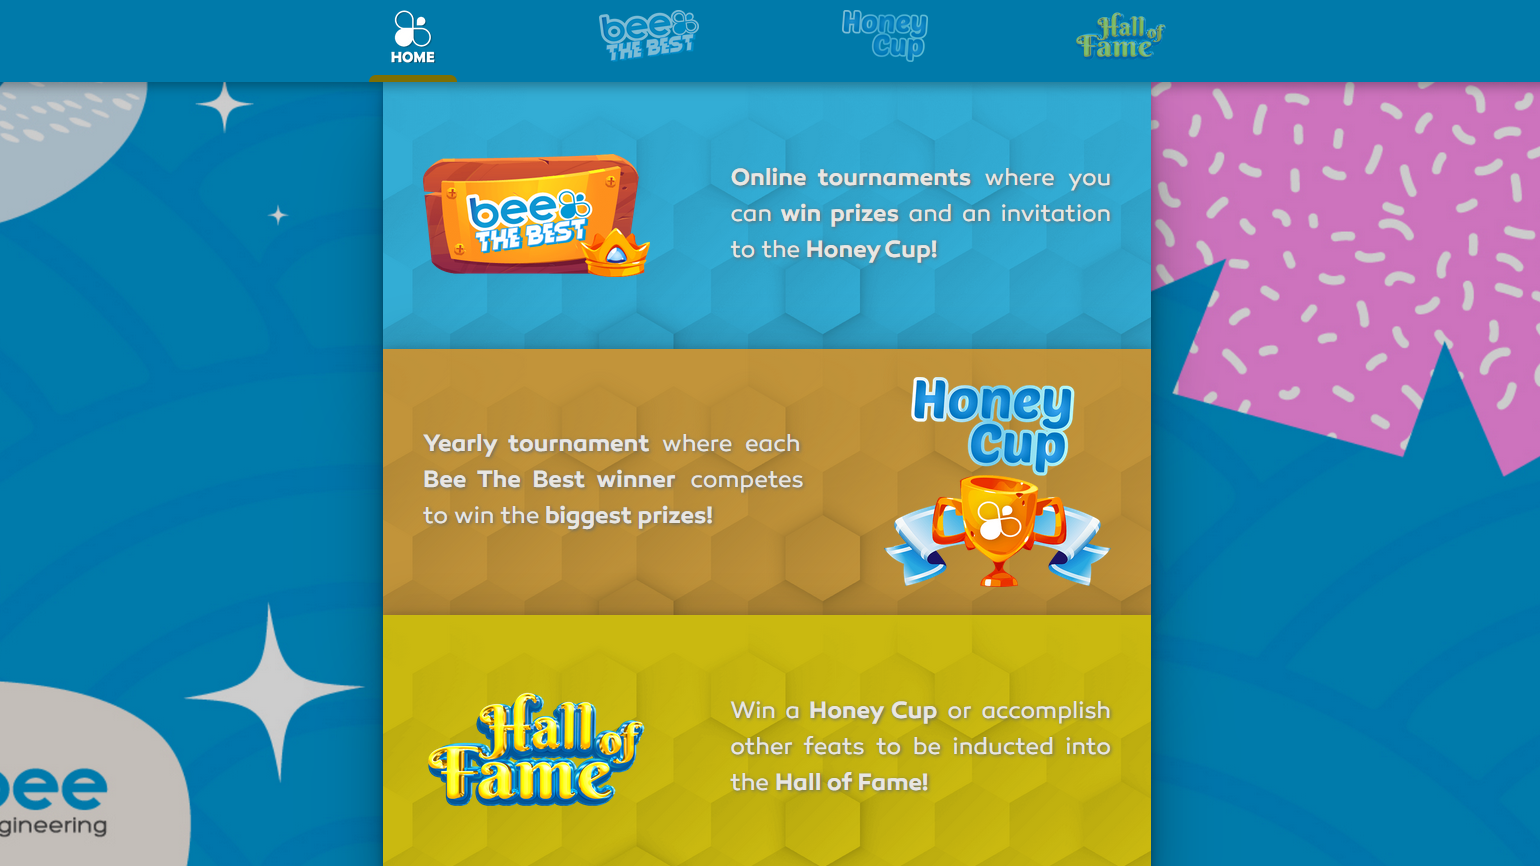 HOME
bee
THE BEST
Honey
Cup
Hall of
Fame
bee
THE BEST
Online tournaments where you
can win prizes and an invitation
to the Honey Cup!
Yearly tournament where each
Bee The Best winner competes
to win the biggest prizes!
Honey
Cup
Hall of
Fame
Win a Honey Cup or accomplish
other feats to be inducted into
the Hall of Fame!
bee
gineering